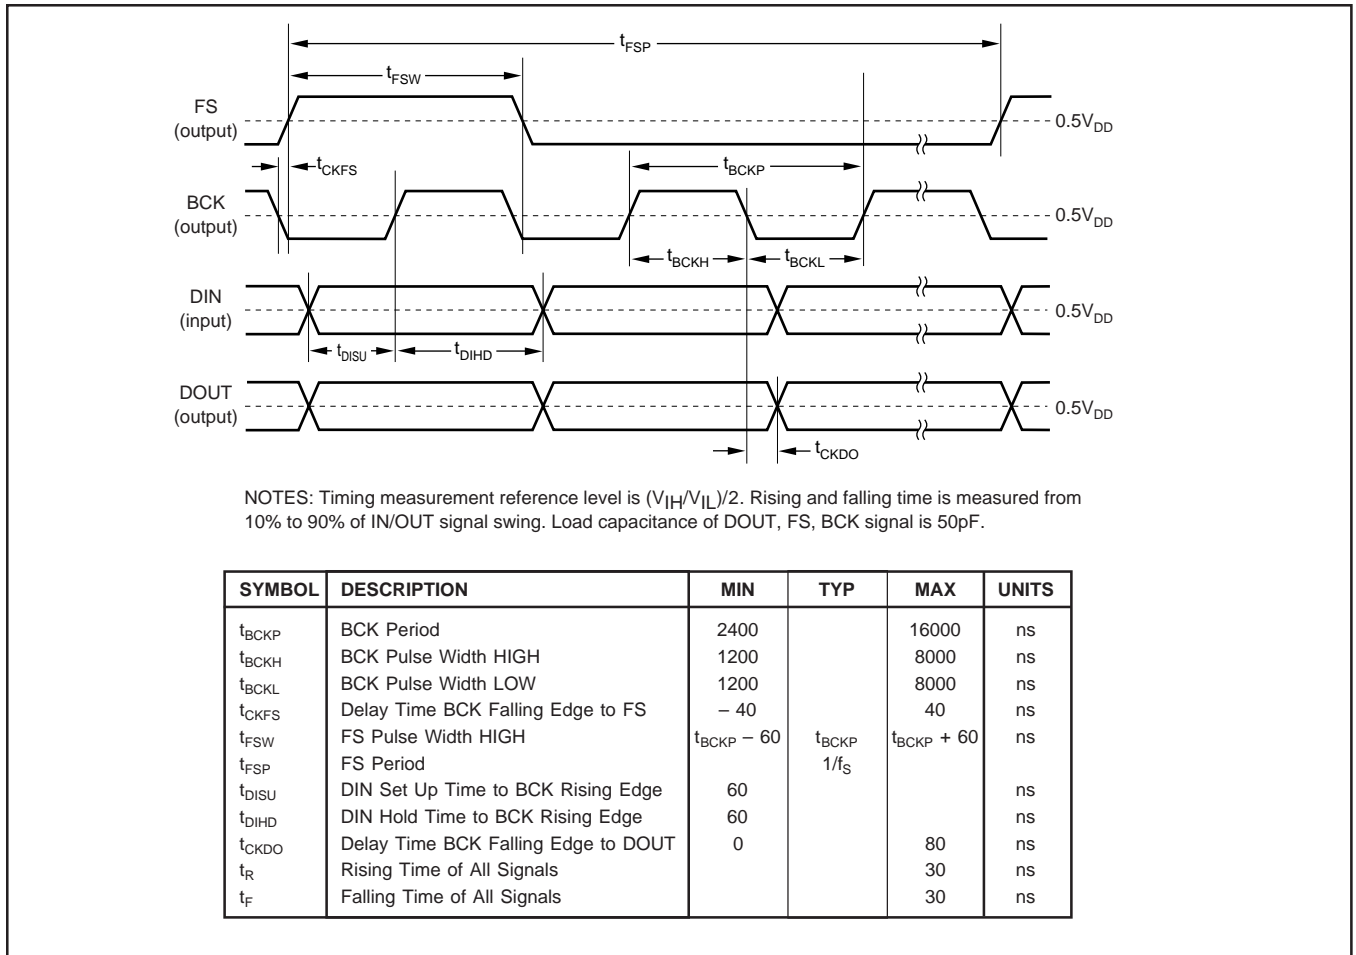 tFSP
tFSW
FS
(output)
0.5VDD
tCKFS
tBCKP
BCK
(output)
0.5VDD
tBCKH
tBCKL
DIN
(input)
0.5VDD
tDISU
tDIHD
DOUT
(output)
0.5VDD
tCKDO
NOTES: Timing measurement reference level is (VIH/VIL)/2. Rising and falling time is measured from
10% to 90% of IN/OUT signal swing. Load capacitance of DOUT, FS, BCK signal is 50pF.
SYMBOL DESCRIPTION MIN TYP MAX UNITS
tBCKP BCK Period 2400 16000 ns
tBCKH BCK Pulse Width HIGH 1200 8000 ns
tBCKL BCK Pulse Width LOW 1200 8000 ns
tCKFS Delay Time BCK Falling Edge to FS – 40 40 ns
tFSW FS Pulse Width HIGH tBCKP – 60 tBCKP tBCKP + 60 ns
tFSP FS Period 1/fS
tDISU DIN Set Up Time to BCK Rising Edge 60 ns
tDIHD DIN Hold Time to BCK Rising Edge 60 ns
tCKDO Delay Time BCK Falling Edge to DOUT 0 80 ns
tR Rising Time of All Signals 30 ns
tF Falling Time of All Signals 30 ns